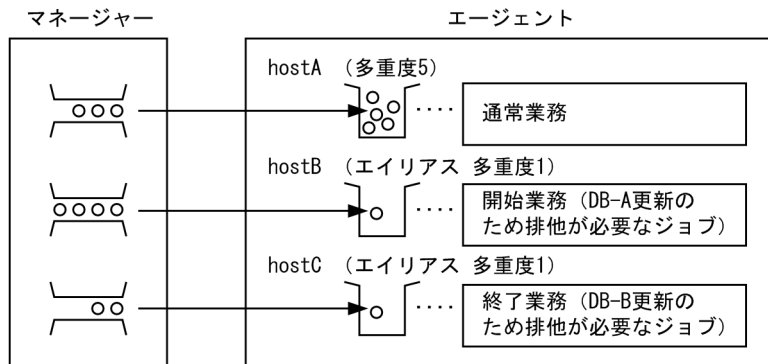 マネージャー
エージェント
hostA （多重度5）
‥‥ 通常業務
hostB （エイリアス 多重度1）
‥‥ 開始業務（DB-A更新の
ため排他が必要なジョブ）
hostC （エイリアス 多重度1）
‥‥ 終了業務（DB-B更新の
ため排他が必要なジョブ）